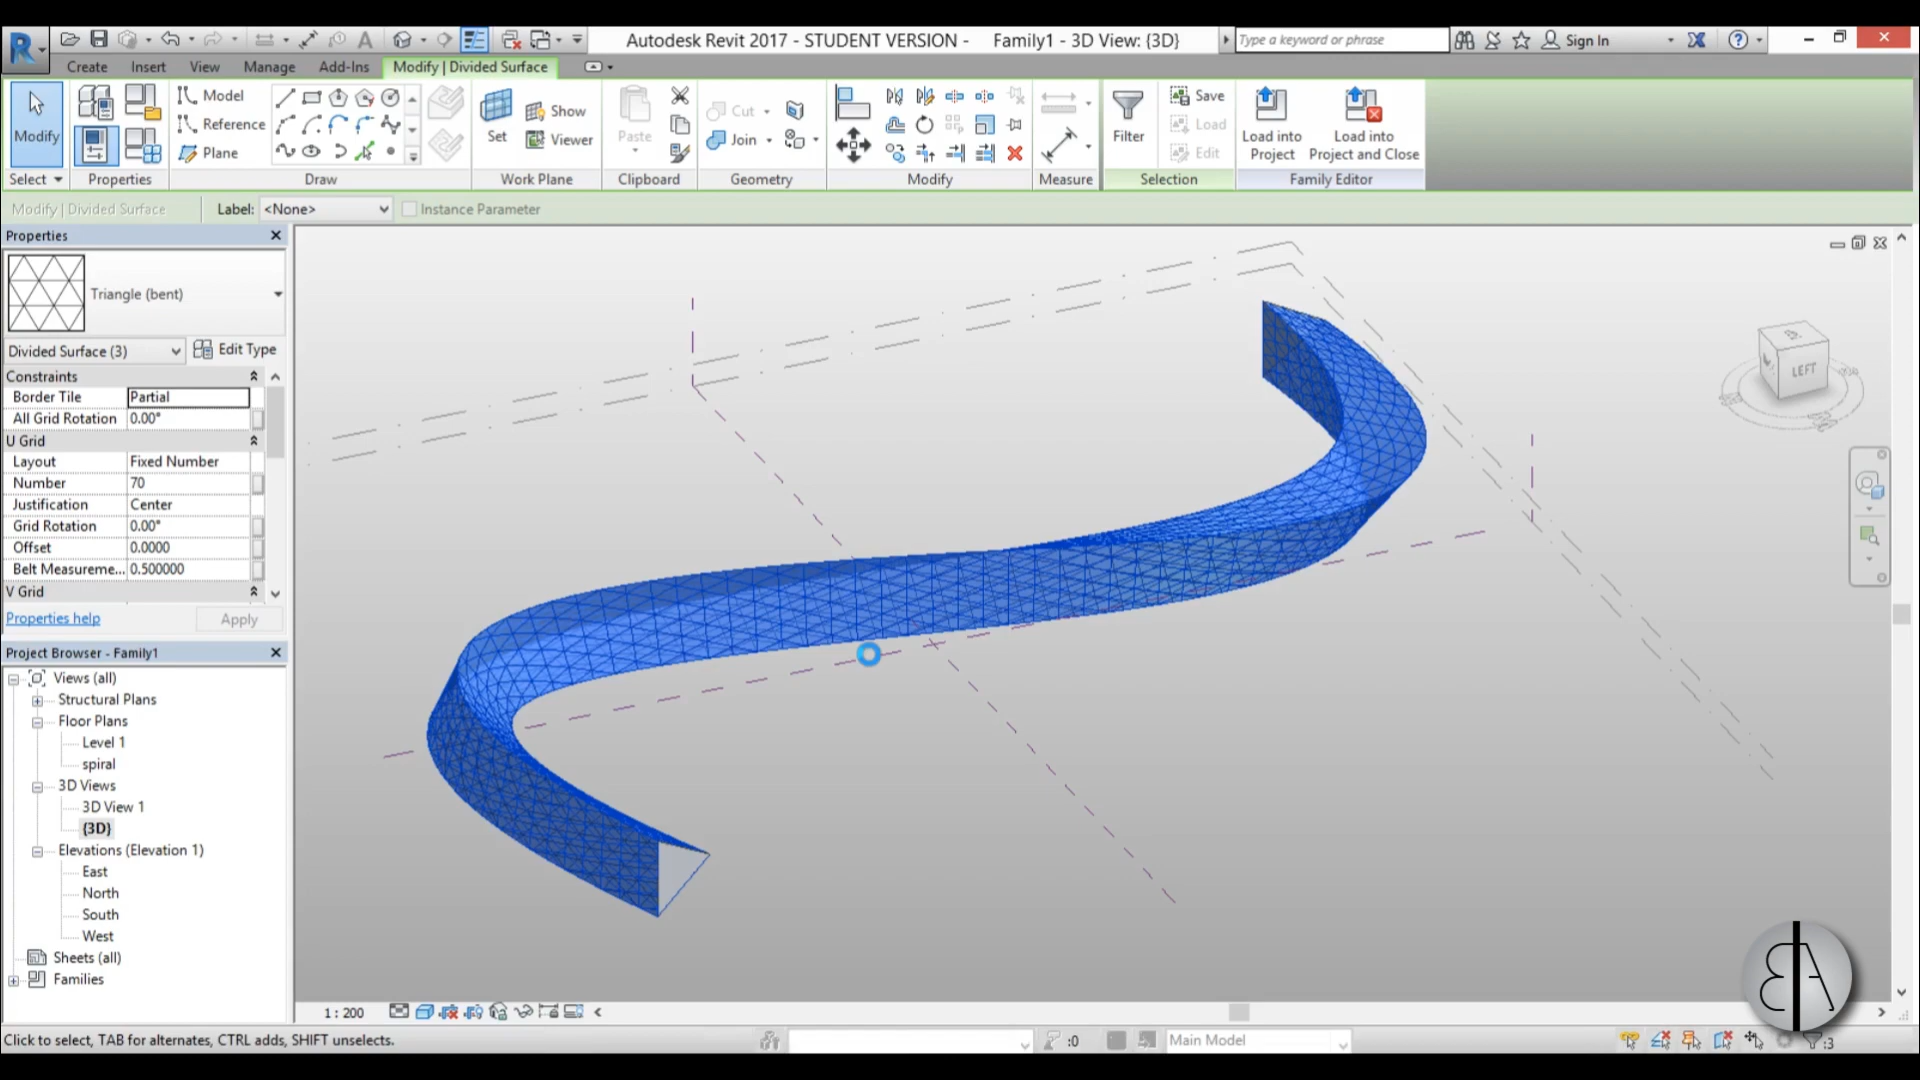 Autodesk Revit 2017 - STUDENT VERSION - Family1 - 3D View: {3D}
Type a keyword or phrase
Sign In
Create Insert View Manage Add-Ins Modify | Divided Surface
Modify
Model
Reference
Plane
Set
Show
Viewer
Paste
Cut
Join
Filter
Save
Load
Edit
Load into Project
Load into Project and Close
Select Properties Draw Work Plane Clipboard Geometry Modify Measure Selection Family Editor
Modify | Divided Surface Label: <None> Instance Parameter
Properties
Triangle (bent)
Divided Surface (3) Edit Type
Constraints
Border Tile Partial
All Grid Rotation 0.00°
U Grid
Layout Fixed Number
Number 70
Justification Center
Grid Rotation 0.00°
Offset 0.0000
Belt Measureme... 0.500000
V Grid
Properties help Apply
Project Browser - Family1
Views (all)
Structural Plans
Floor Plans
Level 1
spiral
3D Views
3D View 1
{3D}
Elevations (Elevation 1)
East
North
South
West
Sheets (all)
Families
LEFT
1 : 200
Click to select, TAB for alternates, CTRL adds, SHIFT unselects.
:0
Main Model
:3